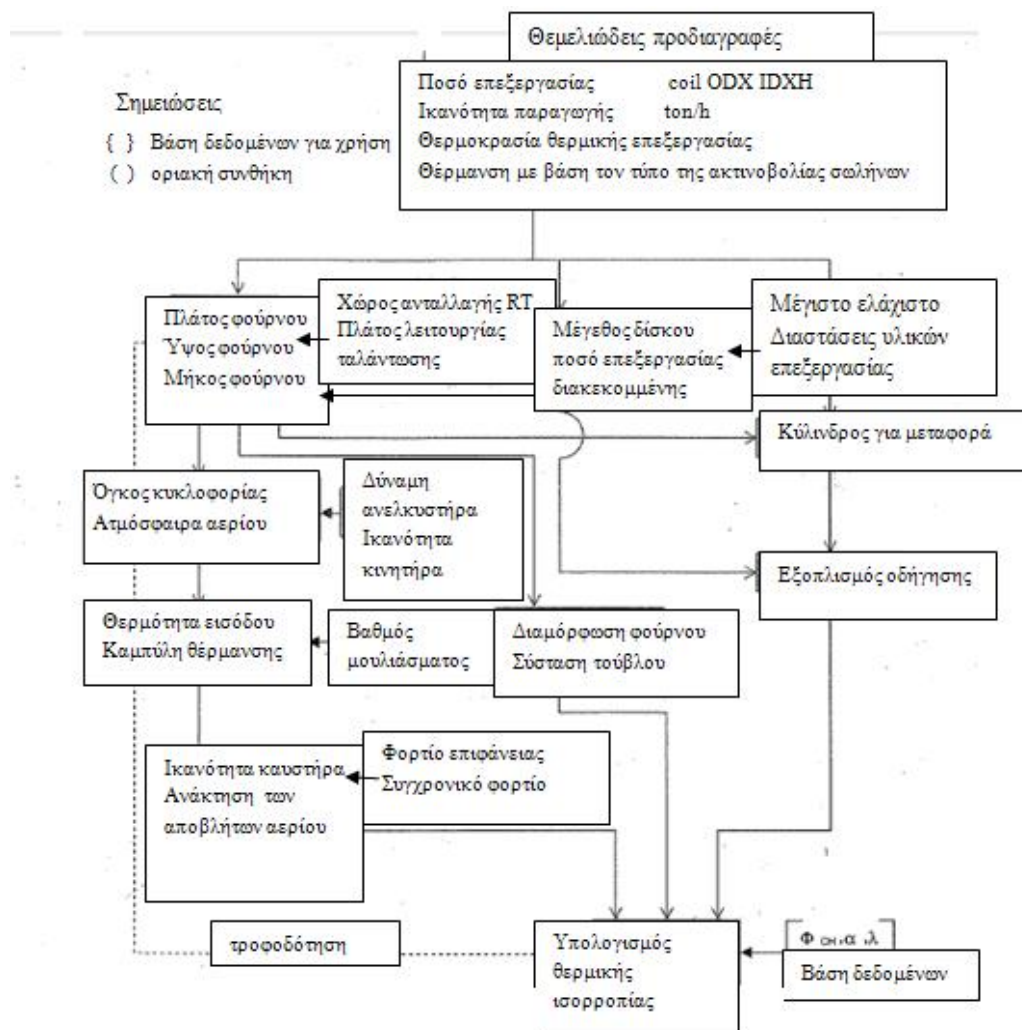 Θεμελιώδεις προδιαγραφές
Ποσό επεξεργασίας coil ODX IDXH
Ικανότητα παραγωγής ton/h
Θερμοκρασία θερμικής επεξεργασίας
Θέρμανση με βάση τον τύπο της ακτινοβολίας σωλήνων
Σημειώσεις
{ } Βάση δεδομένων για χρήση
( ) οριακή συνθήκη
Πλάτος φούρνου
Ύψος φούρνου
Μήκος φούρνου
Χώρος ανταλλαγής RT
Πλάτος λειτουργίας
ταλάντωσης
Μέγεθος δίσκου
ποσό επεξεργασίας
διακεκομμένης
Μέγιστο ελάχιστο
Διαστάσεις υλικών
επεξεργασίας
Κύλινδρος για μεταφορά
Όγκος κυκλοφορίας
Ατμόσφαιρα αερίου
Δύναμη
ανελκυστήρα
Ικανότητα
κινητήρα
Εξοπλισμός οδήγησης
Θερμότητα εισόδου
Καμπύλη θέρμανσης
Βαθμός
μουλιάσματος
Διαμόρφωση φούρνου
Σύσταση τούβλου
Ικανότητα καυστήρα
Ανάκτηση των
αποβλήτων αερίου
Φορτίο επιφάνειας
Συγχρονικό φορτίο
τροφοδότηση
Υπολογισμός
θερμικής
ισορροπίας
Φ CH , α , λ
Βάση δεδομένων